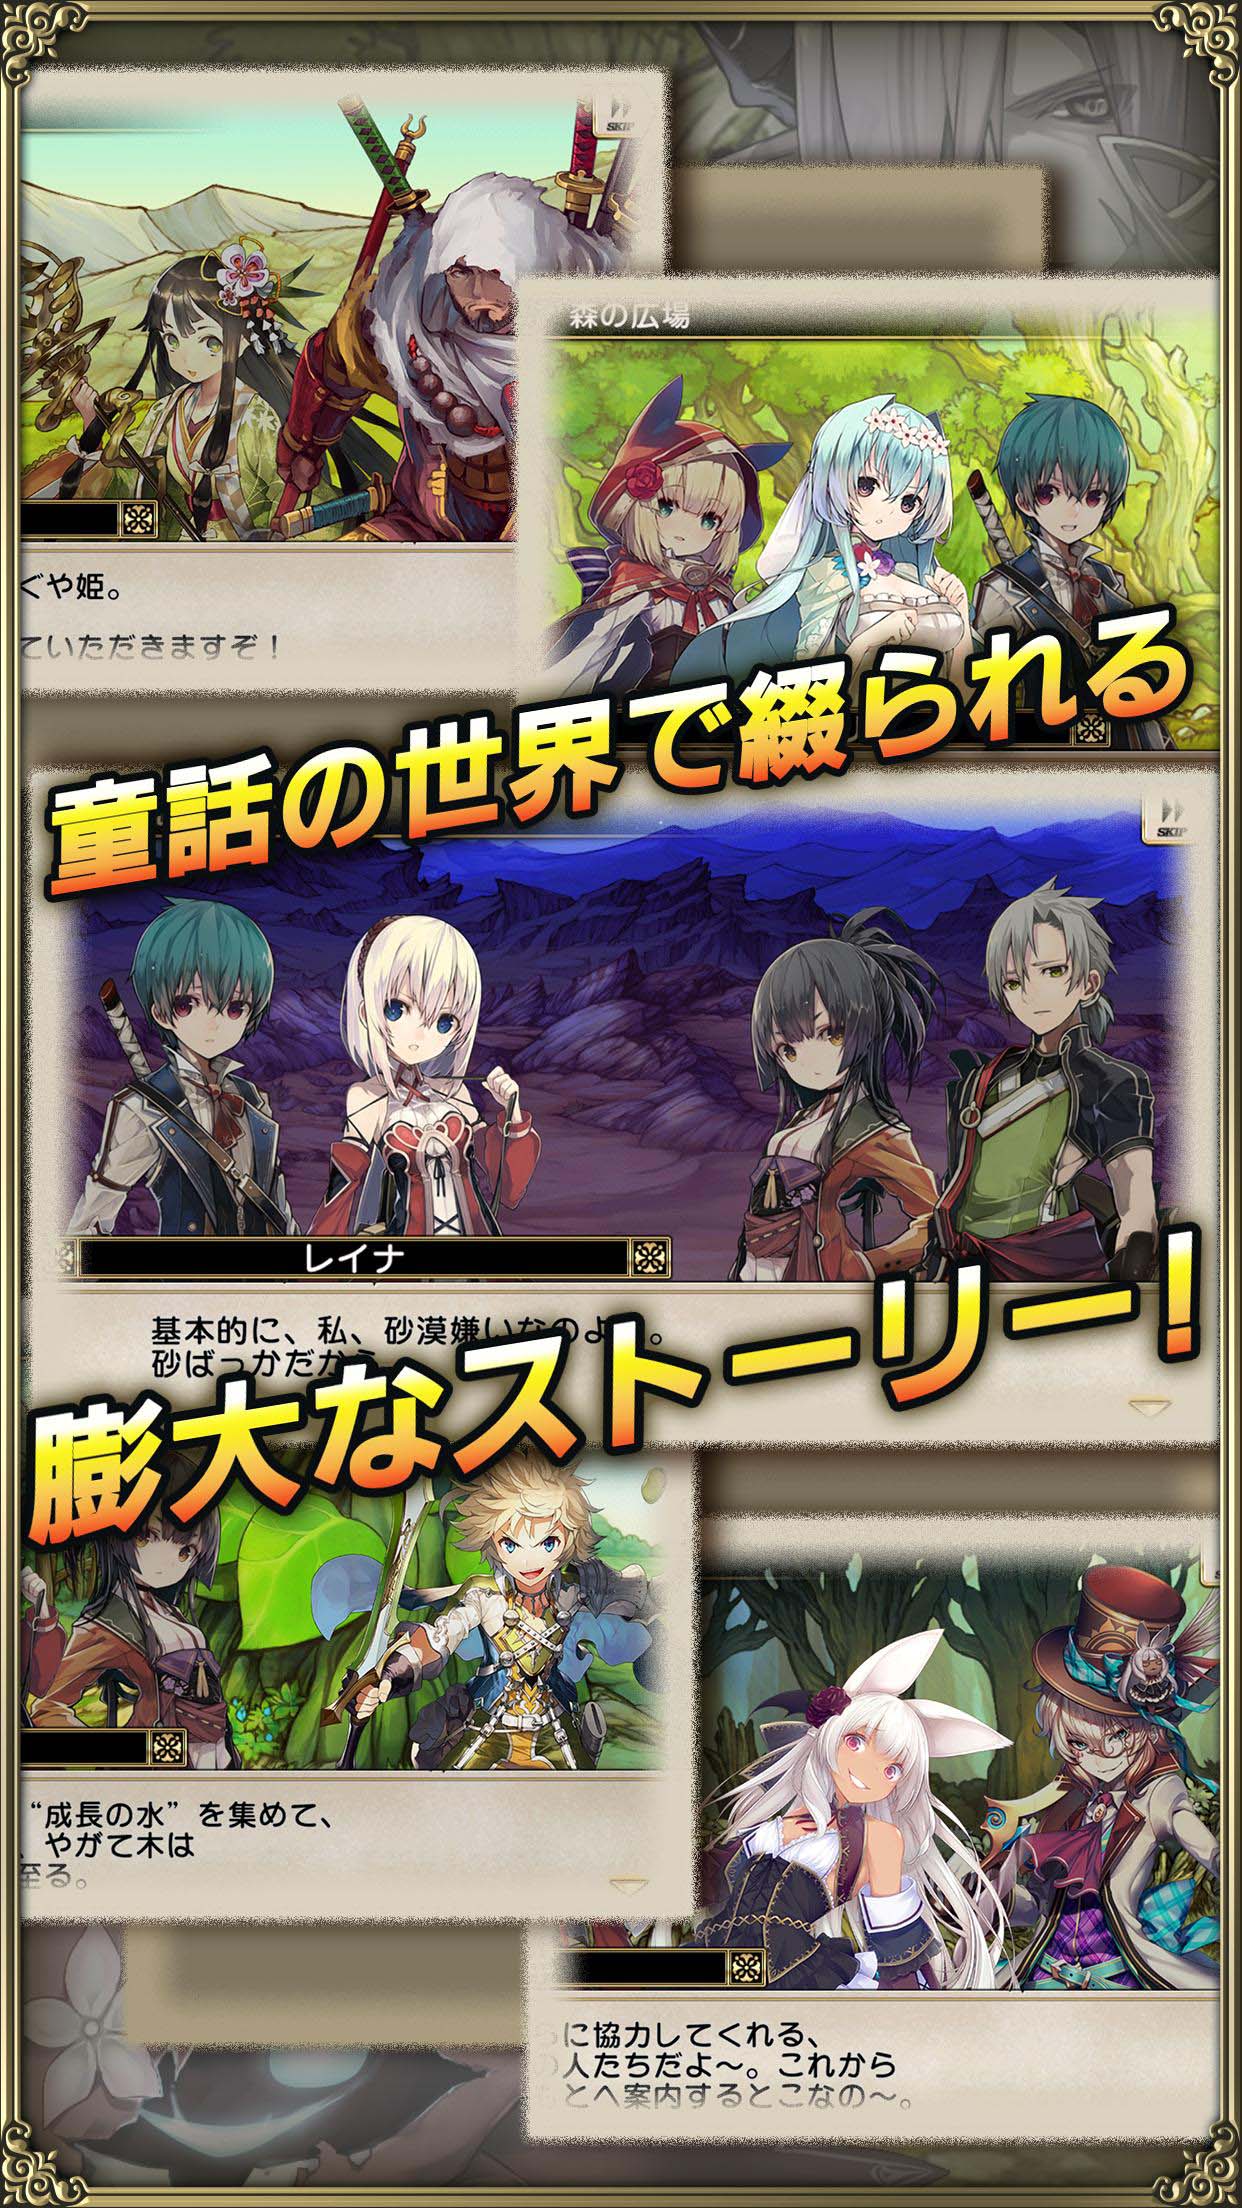 SKIP
ぐや姫。
ていただきますぞ！
森の広場
童話の世界で綴られる
SKIP
レイナ
基本的に、私、砂漠嫌いなのよ
砂ばっかだから
膨大なストーリー！
“成長の水”を集めて、
、やがて木は
至る。
に協力してくれる、
人たちだよ～。これから
とへ案内するとこなの～。